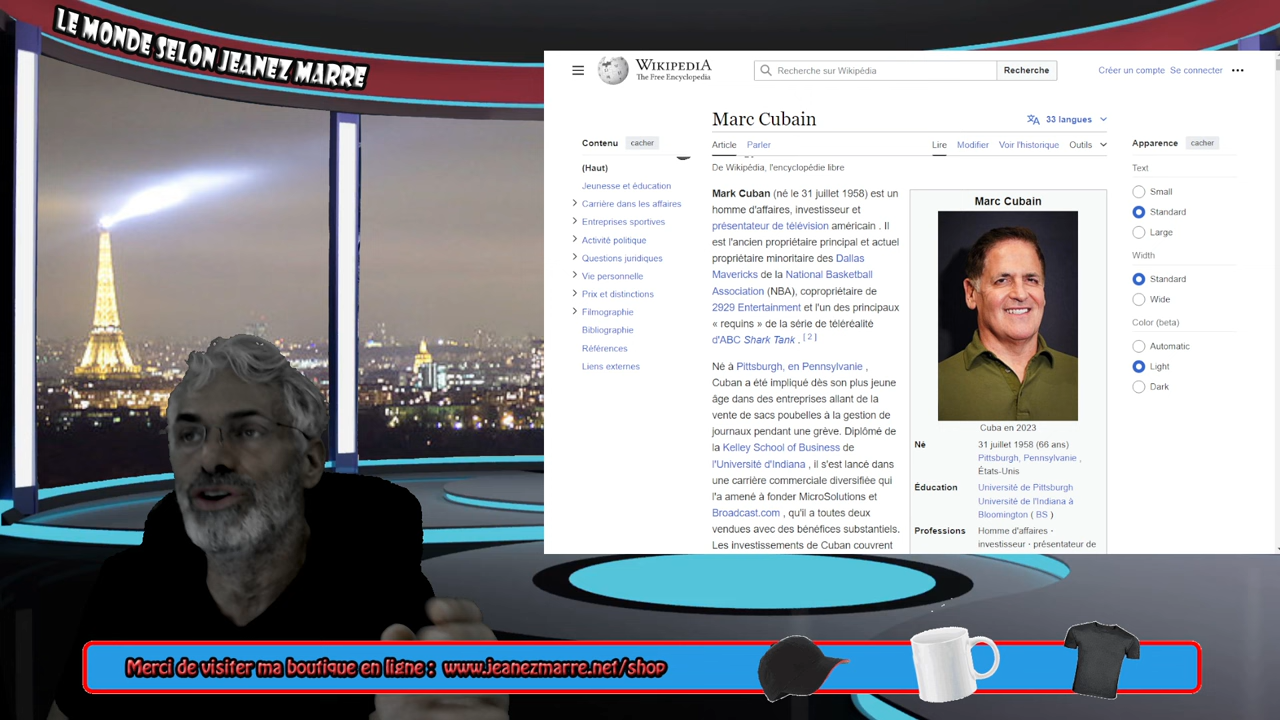 LE MONDE SELON JEANEZ MARRE
WIKIPEDIA
The Free Encyclopedia
Recherche sur Wikipédia
Recherche
Créer un compte Se connecter
Marc Cubain
33 langues
Article Parler
Lire Modifier Voir l'historique Outils
De Wikipédia, l'encyclopédie libre
Contenu cacher
(Haut)
Jeunesse et éducation
Carrière dans les affaires
Entreprises sportives
Activité politique
Questions juridiques
Vie personnelle
Prix et distinctions
Filmographie
Bibliographie
Références
Liens externes
Mark Cuban (né le 31 juillet 1958) est un
homme d'affaires, investisseur et
présentateur de télévision américain . Il
est l'ancien propriétaire principal et actuel
propriétaire minoritaire des Dallas
Mavericks de la National Basketball
Association (NBA), copropriétaire de
2929 Entertainment et l'un des principaux
« requins » de la série de téléréalité
d'ABC Shark Tank . [ 2 ]
Né à Pittsburgh, en Pennsylvanie ,
Cuban a été impliqué dès son plus jeune
âge dans des entreprises allant de la
vente de sacs poubelles à la gestion de
journaux pendant une grève. Diplômé de
la Kelley School of Business de
l'Université d'Indiana , il s'est lancé dans
une carrière commerciale diversifiée qui
l'a amené à fonder MicroSolutions et
Broadcast.com , qu'il a toutes deux
vendues avec des bénéfices substantiels.
Les investissements de Cuban couvrent
Marc Cubain
Cuba en 2023
Né 31 juillet 1958 (66 ans)
Pittsburgh, Pennsylvanie ,
États-Unis
Éducation Université de Pittsburgh
Université de l'Indiana à
Bloomington ( BS )
Professions Homme d'affaires ·
investisseur · présentateur de
Apparence cacher
Text
Small
Standard
Large
Width
Standard
Wide
Color (beta)
Automatic
Light
Dark
Merci de visiter ma boutique en ligne : www.jeanezmarre.net/shop